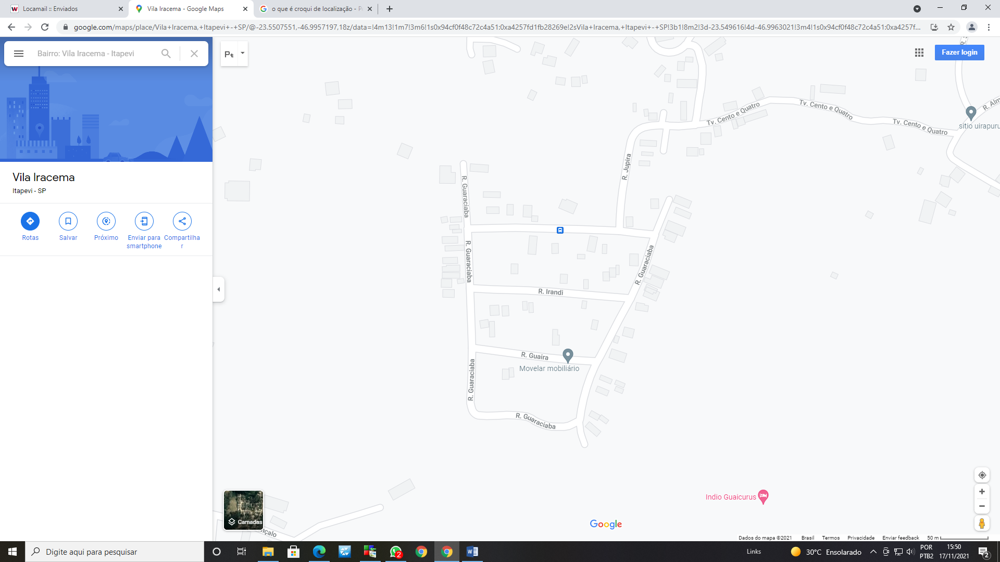 Locamail :: Enviados
Vila Iracema - Google Maps
o que é croqui de localização - P
google.com/maps/place/Vila+Iracema,+Itapevi+-+SP/@-23.5507551,-46.9957197,18z/data=!4m13!1m7!3m6!1s0x94cf0f48c72c4a51:0xa4257fd1fb28269e!2sVila+Iracema,+Itapevi+-+SP!3b1!8m2!3d-23.549616!4d-46.9963021!3m4!1s0x94cf0f48c72c4a51:0xa4257f...
Bairro: Vila Iracema - Itapevi
Vila Iracema
Itapevi - SP
Rotas
Salvar
Próximo
Enviar para
smartphone
Compartilha
r
Pt
Fazer login
Tv. Cento e Quatro
Tv. Cento e Quatro
Tv. Cento e Quatro
R. Alm
sitio uirapuru
R. Jupira
R. Guaraciaba
R. Guaraciaba
R. Guaraciaba
R. Irandi
R. Guaira
Movelar mobiliário
R. Guaraciaba
R. Guaraciaba
Indio Guaicurus
Camadas
nçalo
Google
Dados do mapa ©2021
Brasil
Termos
Privacidade
Enviar feedback
50 m
Digite aqui para pesquisar
2
Links
30°C Ensolarado
POR
PTB2
15:50
17/11/2021
2